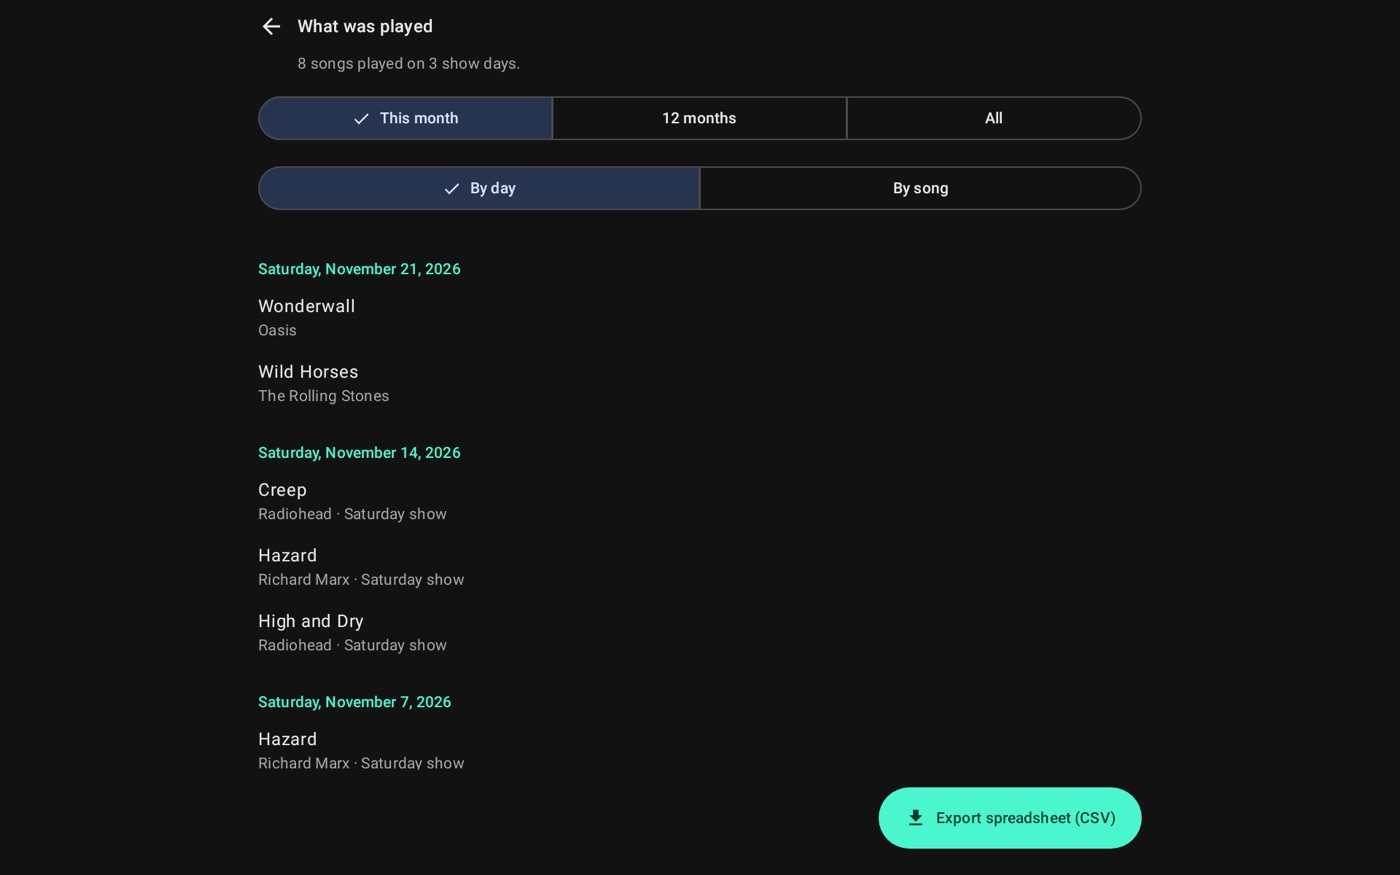 What was played
8 songs played on 3 show days.
This month
12 months
All
By day
By song
Saturday, November 21, 2026
Wonderwall
Oasis
Wild Horses
The Rolling Stones
Saturday, November 14, 2026
Creep
Radiohead · Saturday show
Hazard
Richard Marx · Saturday show
High and Dry
Radiohead · Saturday show
Saturday, November 7, 2026
Hazard
Richard Marx · Saturday show
Export spreadsheet (CSV)